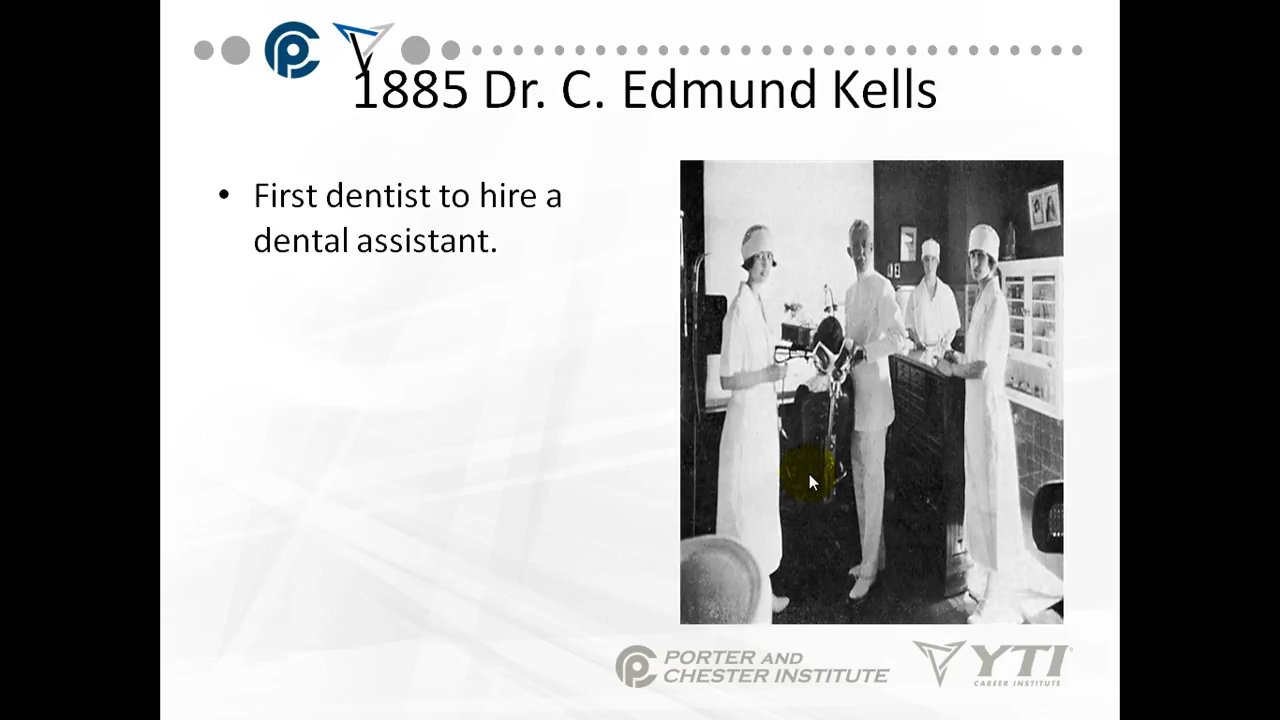 1885 Dr. C. Edmund Kells
• First dentist to hire a
dental assistant.
PORTER AND
CHESTER INSTITUTE
YTI
CAREER INSTITUTE